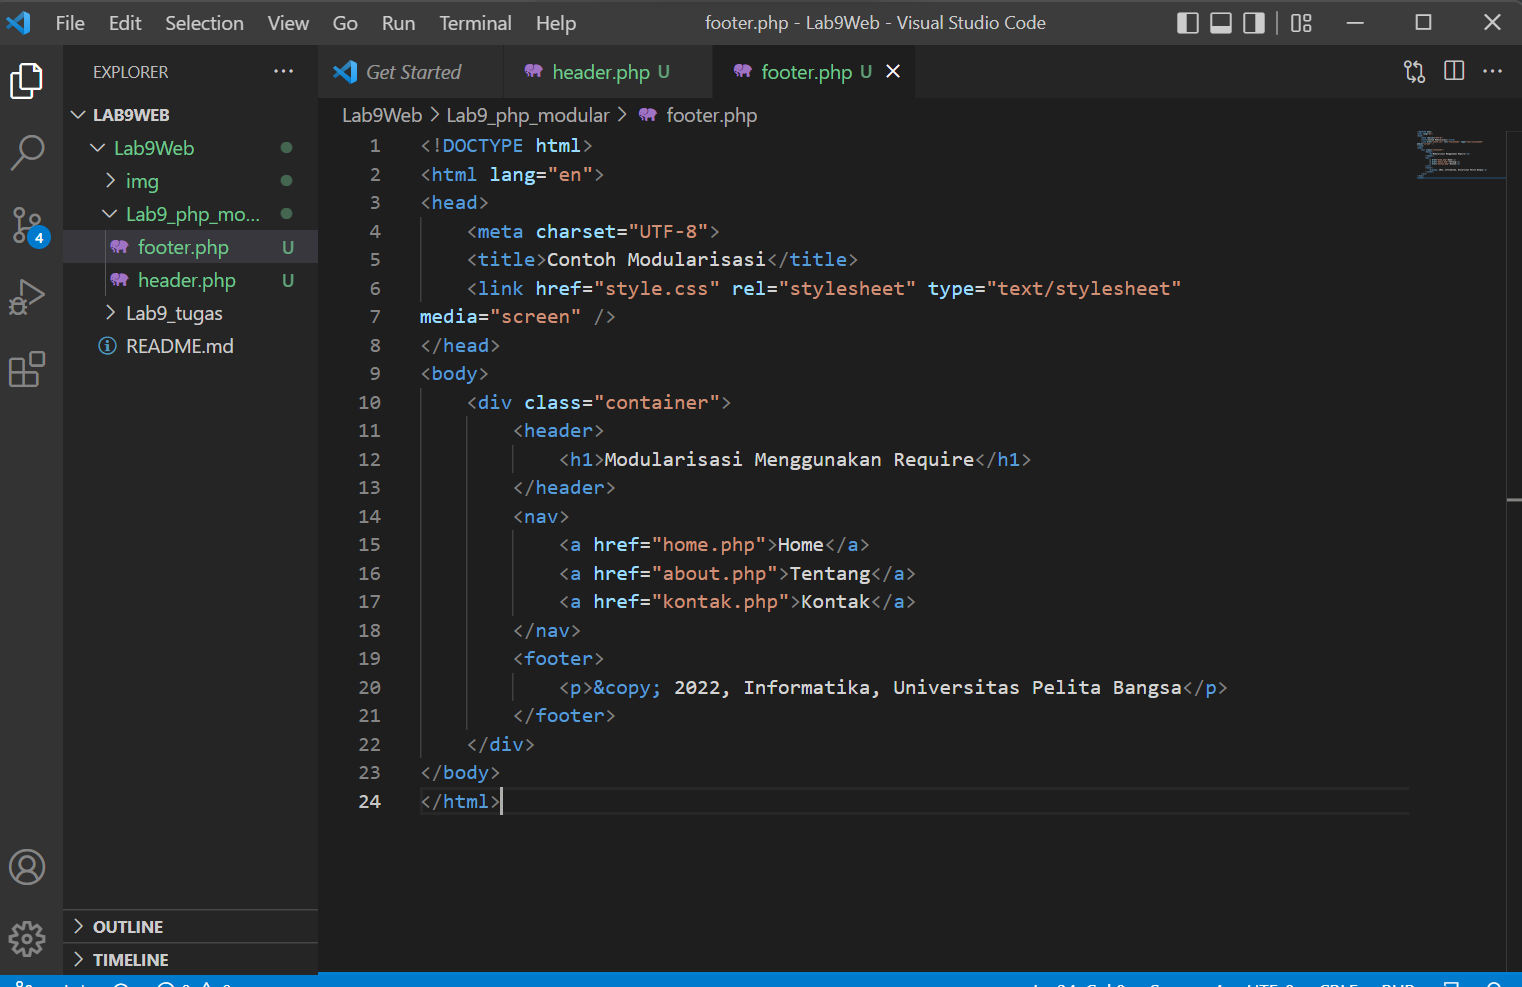 File Edit Selection View Go Run Terminal Help footer.php - Lab9Web - Visual Studio Code
EXPLORER
Get Started header.php U footer.php U
LAB9WEB
Lab9Web
img
Lab9_php_mo...
footer.php U
header.php U
Lab9_tugas
README.md
4
OUTLINE
TIMELINE
Lab9Web > Lab9_php_modular > footer.php
1 <!DOCTYPE html>
2 <html lang="en">
3 <head>
4 <meta charset="UTF-8">
5 <title>Contoh Modularisasi</title>
6 <link href="style.css" rel="stylesheet" type="text/stylesheet"
7 media="screen" />
8 </head>
9 <body>
10 <div class="container">
11 <header>
12 <h1>Modularisasi Menggunakan Require</h1>
13 </header>
14 <nav>
15 <a href="home.php">Home</a>
16 <a href="about.php">Tentang</a>
17 <a href="kontak.php">Kontak</a>
18 </nav>
19 <footer>
20 <p>&copy; 2022, Informatika, Universitas Pelita Bangsa</p>
21 </footer>
22 </div>
23 </body>
24 </html>